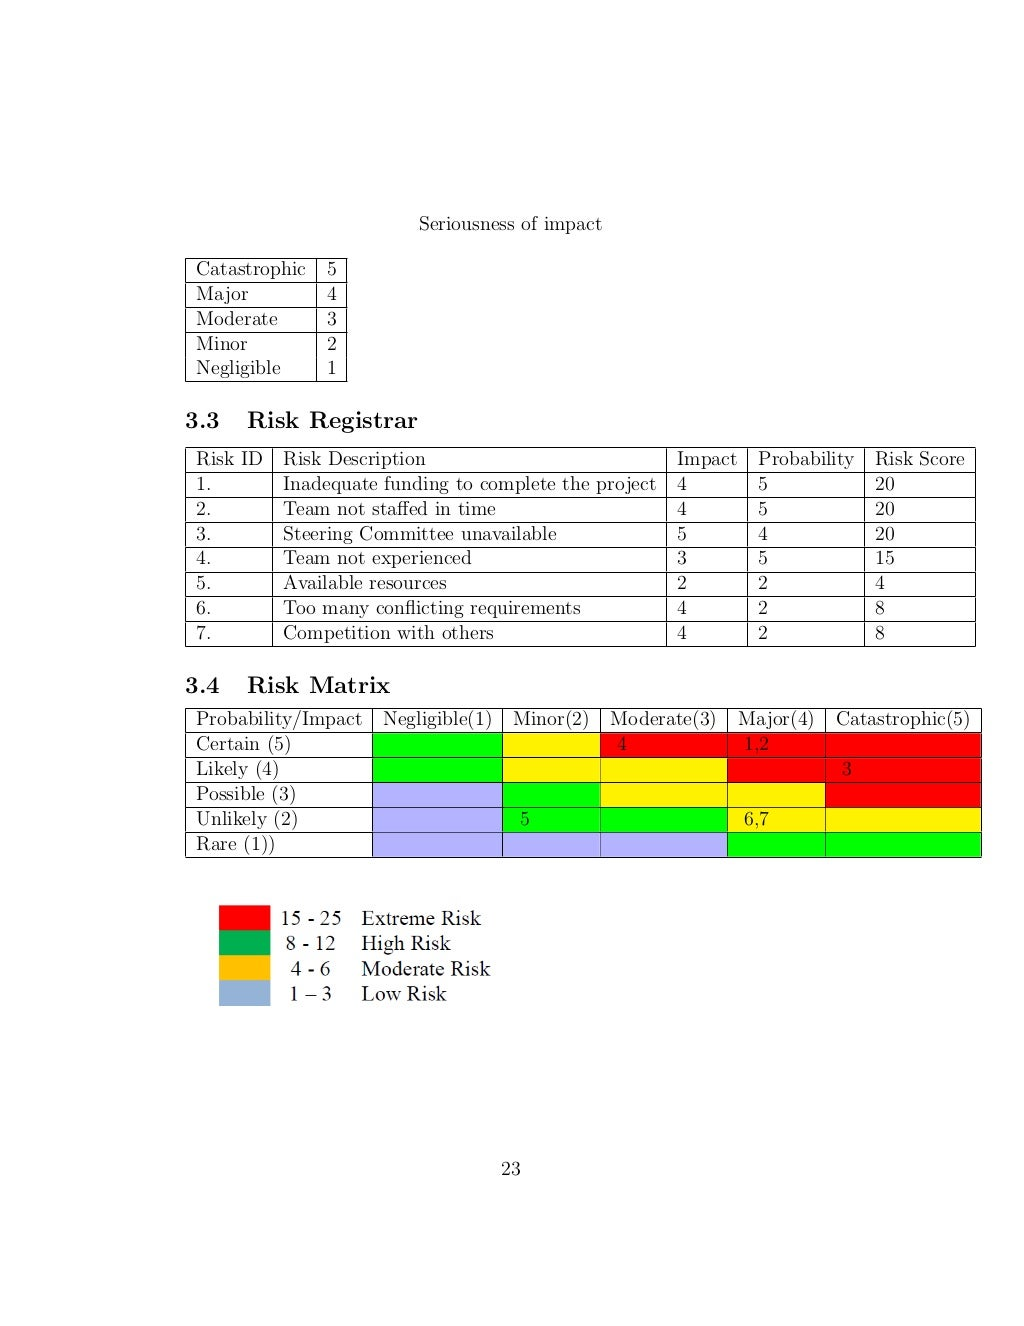 Seriousness of impact
Catastrophic 5
Major 4
Moderate 3
Minor 2
Negligible 1
3.3 Risk Registrar
Risk ID Risk Description Impact Probability Risk Score
1. Inadequate funding to complete the project 4 5 20
2. Team not staffed in time 4 5 20
3. Steering Committee unavailable 5 4 20
4. Team not experienced 3 5 15
5. Available resources 2 2 4
6. Too many conflicting requirements 4 2 8
7. Competition with others 4 2 8
3.4 Risk Matrix
Probability/Impact Negligible(1) Minor(2) Moderate(3) Major(4) Catastrophic(5)
Certain (5) 4 1,2
Likely (4) 3
Possible (3)
Unlikely (2) 5 6,7
Rare (1))
15 - 25 Extreme Risk
8 - 12 High Risk
4 - 6 Moderate Risk
1 – 3 Low Risk
23